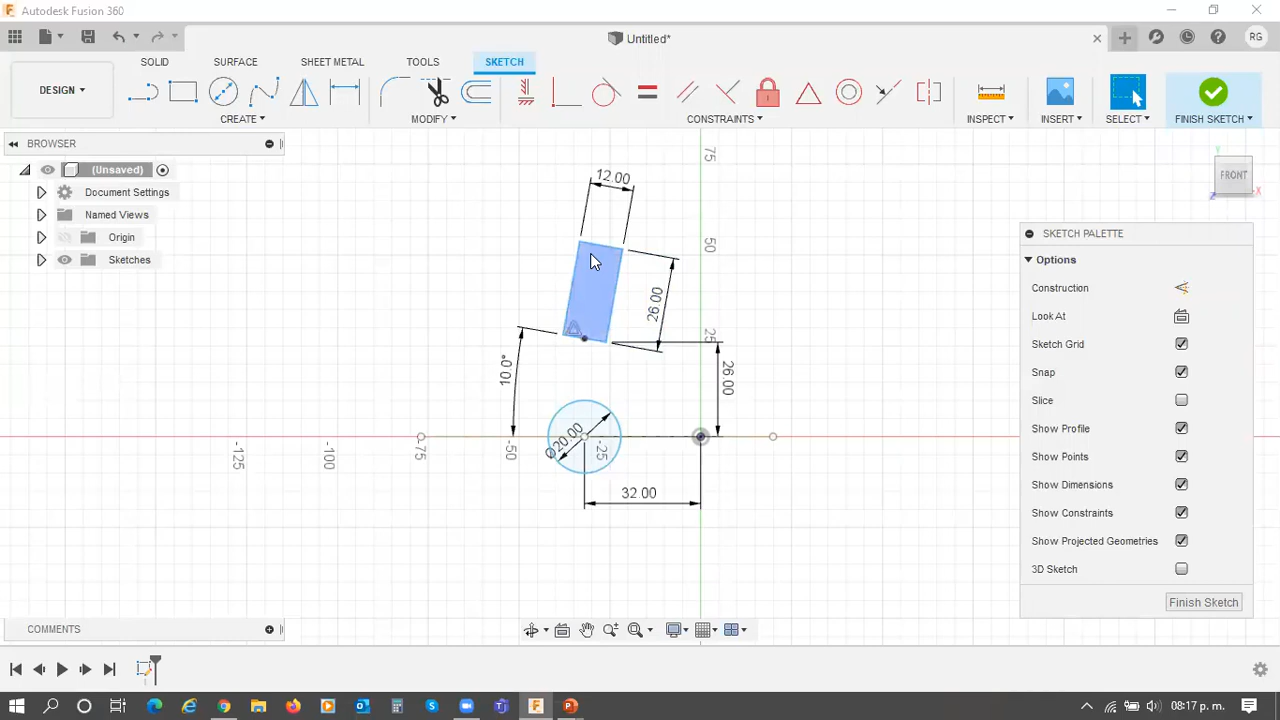 Autodesk Fusion 360
Untitled*
RG
DESIGN
SOLID
SURFACE
SHEET METAL
TOOLS
SKETCH
CREATE
MODIFY
CONSTRAINTS
INSPECT
INSERT
SELECT
FINISH SKETCH
BROWSER
(Unsaved)
Document Settings
Named Views
Origin
Sketches
FRONT
Y
X
Z
SKETCH PALETTE
Options
Construction
Look At
Sketch Grid
Snap
Slice
Show Profile
Show Points
Show Dimensions
Show Constraints
Show Projected Geometries
3D Sketch
Finish Sketch
75
50
25
12.00
26.00
26.00
10.0°
Ø20.00
32.00
-125
-100
-75
-50
-25
COMMENTS
08:17 p. m.